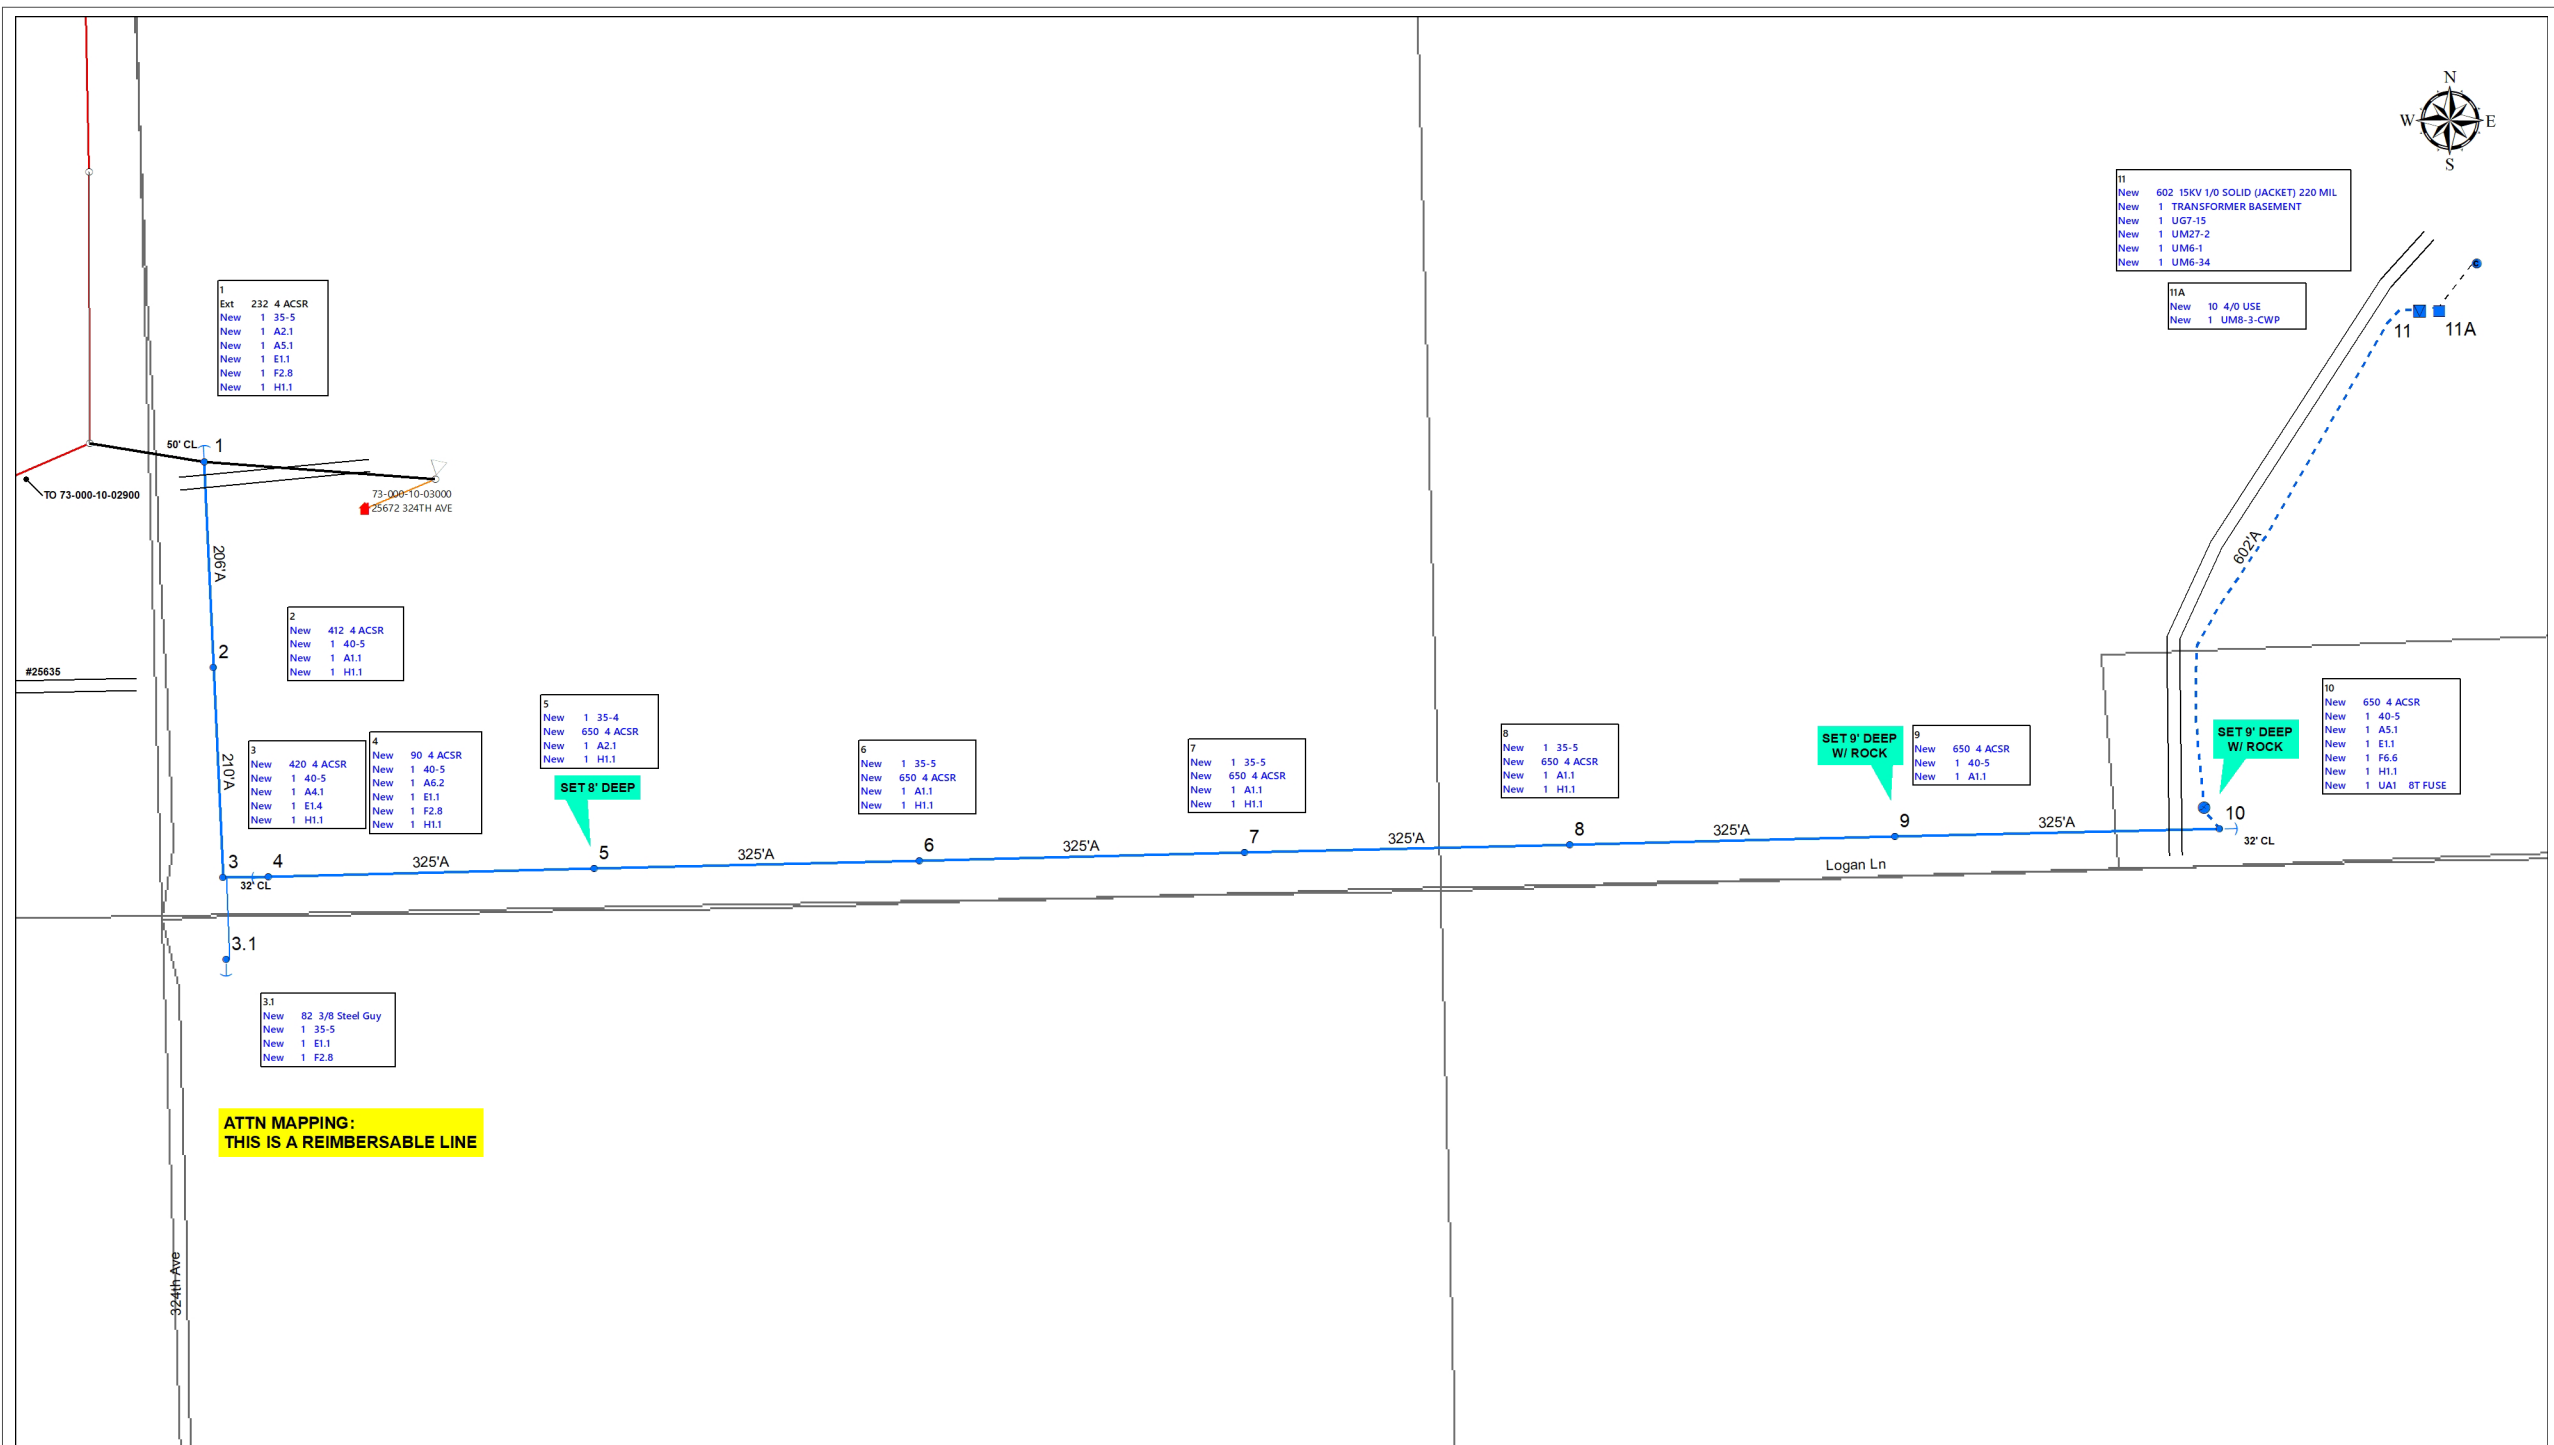 N
W E
S
11
New 602 15KV 1/0 SOLID (JACKET) 220 MIL
New 1 TRANSFORMER BASEMENT
New 1 UG7-15
New 1 UM27-2
New 1 UM6-1
New 1 UM6-34
11A
New 10 4/0 USE
New 1 UM8-3-CWP
11 11A
1
Ext 232 4 ACSR
New 1 35-5
New 1 A2.1
New 1 A5.1
New 1 E1.1
New 1 F2.8
New 1 H1.1
50' CL 1
TO 73-000-10-02900
73-000-10-03000
25672 324TH AVE
206'A
602'A
2
New 412 4 ACSR
New 1 40-5
New 1 A1.1
New 1 H1.1
2
#25635
210'A
3
New 420 4 ACSR
New 1 40-5
New 1 A4.1
New 1 E1.4
New 1 H1.1
4
New 90 4 ACSR
New 1 40-5
New 1 A6.2
New 1 E1.1
New 1 F2.8
New 1 H1.1
5
New 1 35-4
New 650 4 ACSR
New 1 A2.1
New 1 H1.1
SET 8' DEEP
6
New 1 35-5
New 650 4 ACSR
New 1 A1.1
New 1 H1.1
7
New 1 35-5
New 650 4 ACSR
New 1 A1.1
New 1 H1.1
8
New 1 35-5
New 650 4 ACSR
New 1 A1.1
New 1 H1.1
SET 9' DEEP
W/ ROCK
9
New 650 4 ACSR
New 1 40-5
New 1 A1.1
SET 9' DEEP
W/ ROCK
10
New 650 4 ACSR
New 1 40-5
New 1 A5.1
New 1 E1.1
New 1 F6.6
New 1 H1.1
New 1 UA1 8T FUSE
3 4 325'A 5 325'A 6 325'A 7 325'A 8 325'A 9 325'A 10
32' CL
32' CL
Logan Ln
3.1
3.1
New 82 3/8 Steel Guy
New 1 35-5
New 1 E1.1
New 1 F2.8
ATTN MAPPING:
THIS IS A REIMBERSABLE LINE
324th Ave